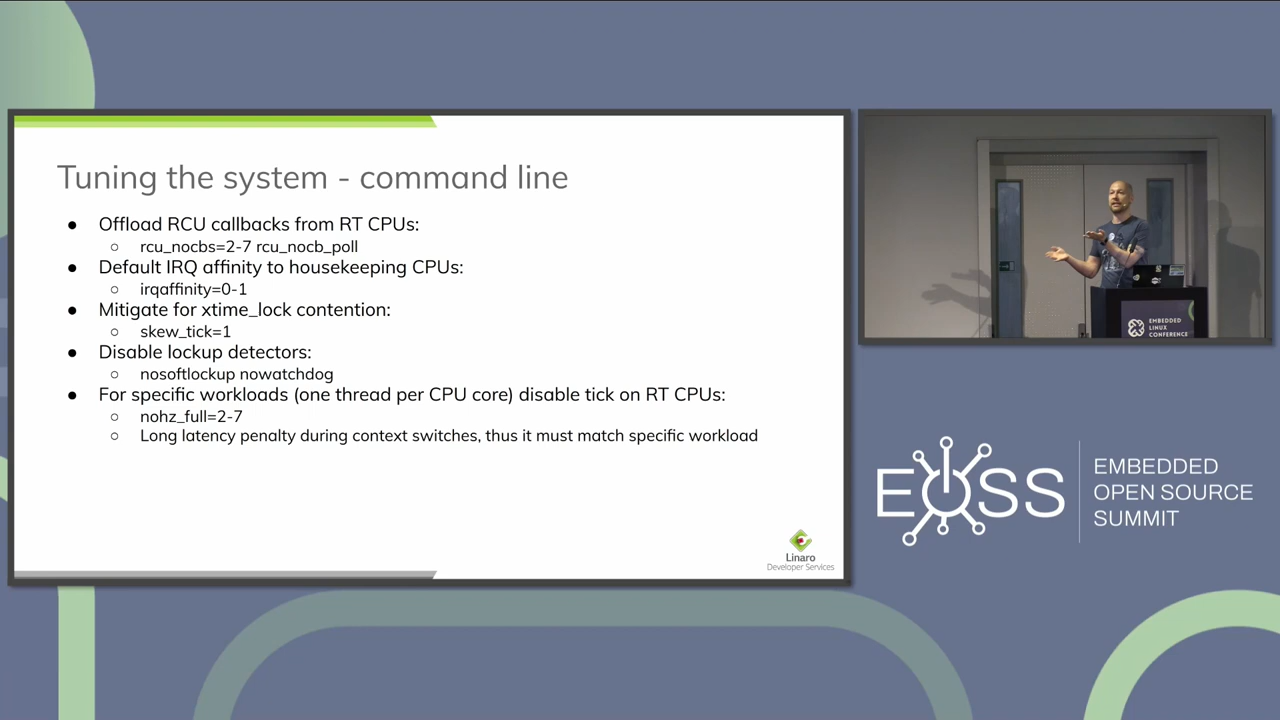 Tuning the system - command line
● Offload RCU callbacks from RT CPUs:
○ rcu_nocbs=2-7 rcu_nocb_poll
● Default IRQ affinity to housekeeping CPUs:
○ irqaffinity=0-1
● Mitigate for xtime_lock contention:
○ skew_tick=1
● Disable lockup detectors:
○ nosoftlockup nowatchdog
● For specific workloads (one thread per CPU core) disable tick on RT CPUs:
○ nohz_full=2-7
○ Long latency penalty during context switches, thus it must match specific workload
Linaro
Developer Services
EMBEDDED
LINUX
CONFERENCE
EOSS
EMBEDDED
OPEN SOURCE
SUMMIT